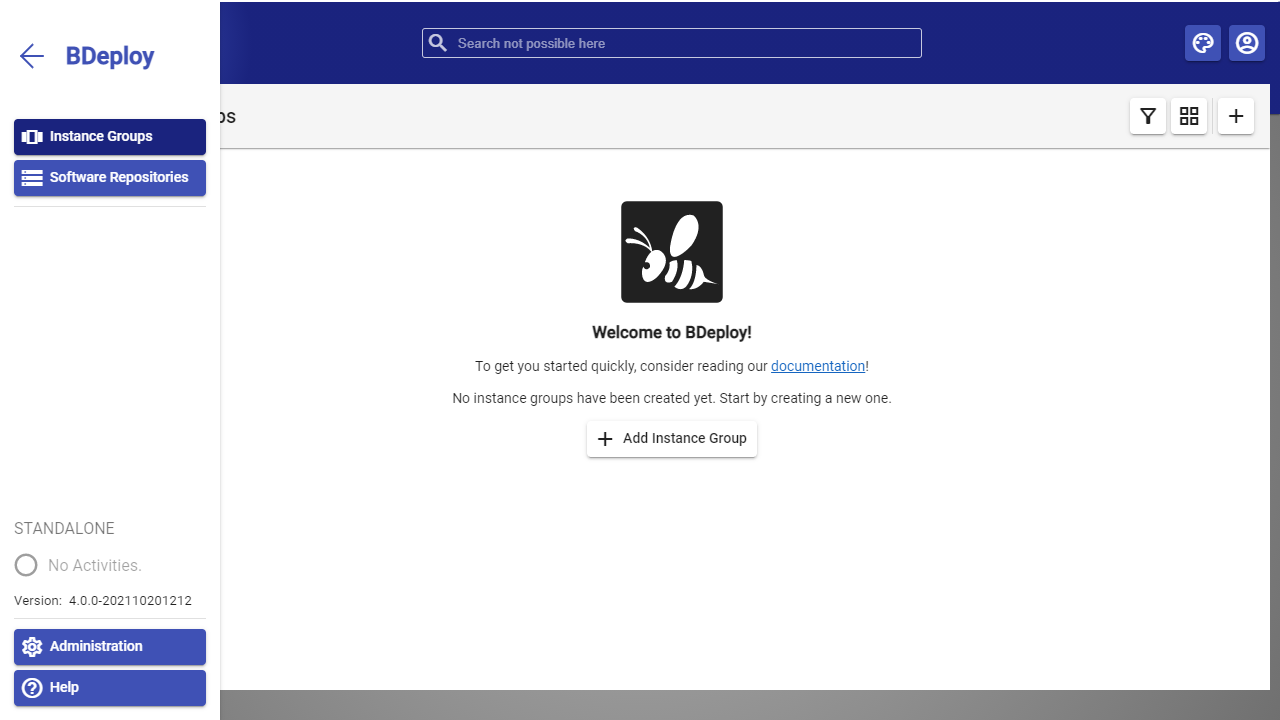 BDeploy
Search not possible here
Instance Groups
Software Repositories
Welcome to BDeploy!
To get you started quickly, consider reading our documentation!
No instance groups have been created yet. Start by creating a new one.
Add Instance Group
STANDALONE
No Activities.
Version: 4.0.0-202110201212
Administration
Help